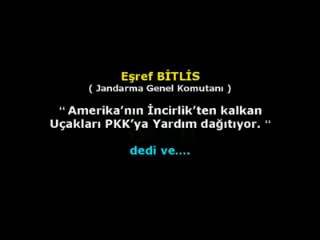 Eşref BİTLİS
( Jandarma Genel Komutanı )
“ Amerika’nın İncirlik’ten kalkan
Uçakları PKK’ya Yardım dağıtıyor. “
dedi ve….